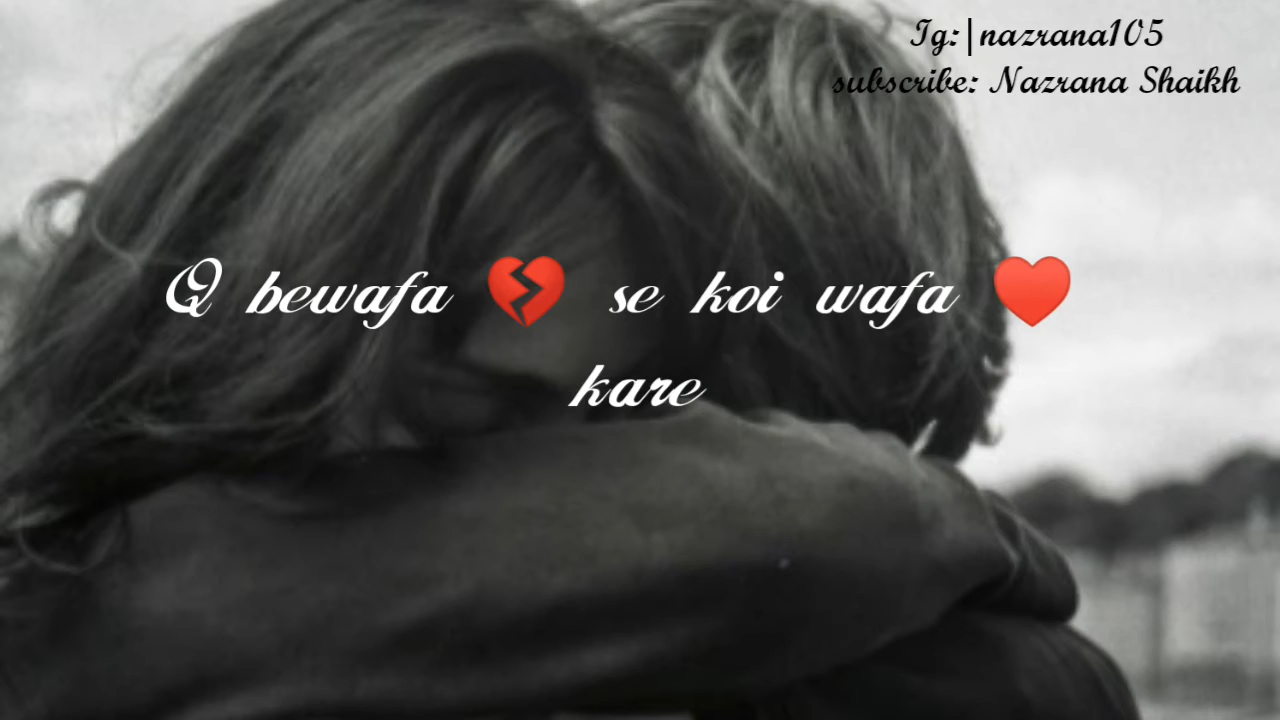 Ig:|nazrana105
subscribe: Nazrana Shaikh
Q bewafa 💔 se koi wafa ♥️
kare